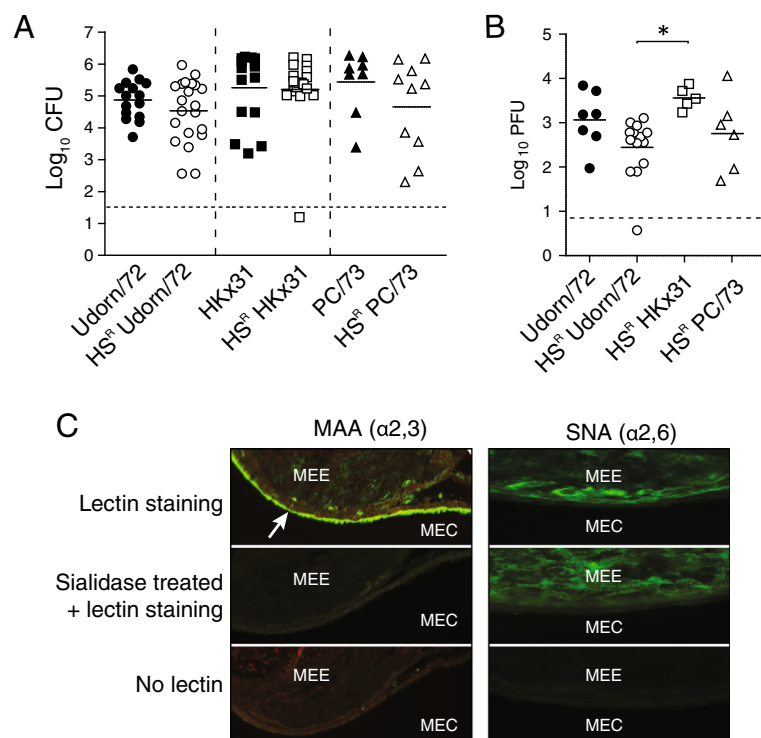 A
Log₁₀ CFU
7
6
5
4
3
2
1
0
Udorn/72
HSᴿ Udorn/72
HKx31
HSᴿ HKx31
PC/73
HSᴿ PC/73
B
*
Log₁₀ PFU
5
4
3
2
1
0
Udorn/72
HSᴿ Udorn/72
HSᴿ HKx31
HSᴿ PC/73
C
MAA (α2,3)
SNA (α2,6)
Lectin staining
MEE
MEC
MEE
MEC
Sialidase treated
+ lectin staining
MEE
MEC
MEE
MEC
No lectin
MEE
MEC
MEE
MEC